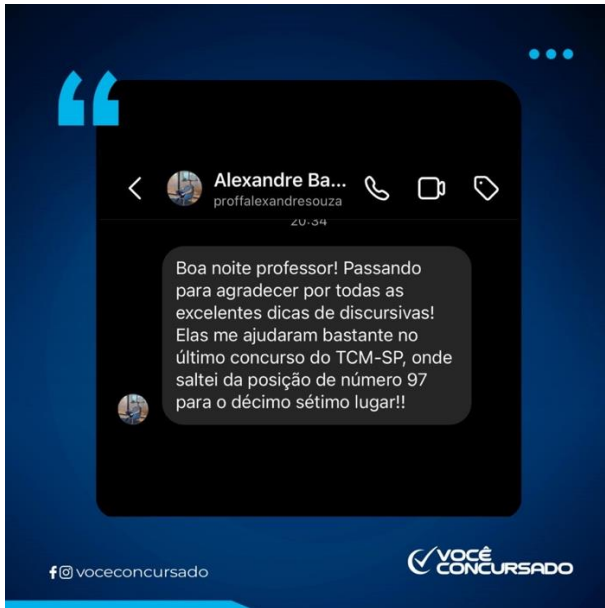 Alexandre Ba...
proffalexandresouza
20:34
Boa noite professor! Passando
para agradecer por todas as
excelentes dicas de discursivas!
Elas me ajudaram bastante no
último concurso do TCM-SP, onde
saltei da posição de número 97
para o décimo sétimo lugar!!
voceconcursado
VOCÊ
CONCURSADO